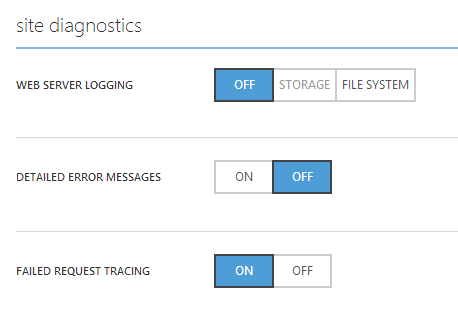 site diagnostics
WEB SERVER LOGGING OFF STORAGE FILE SYSTEM
DETAILED ERROR MESSAGES ON OFF
FAILED REQUEST TRACING ON OFF